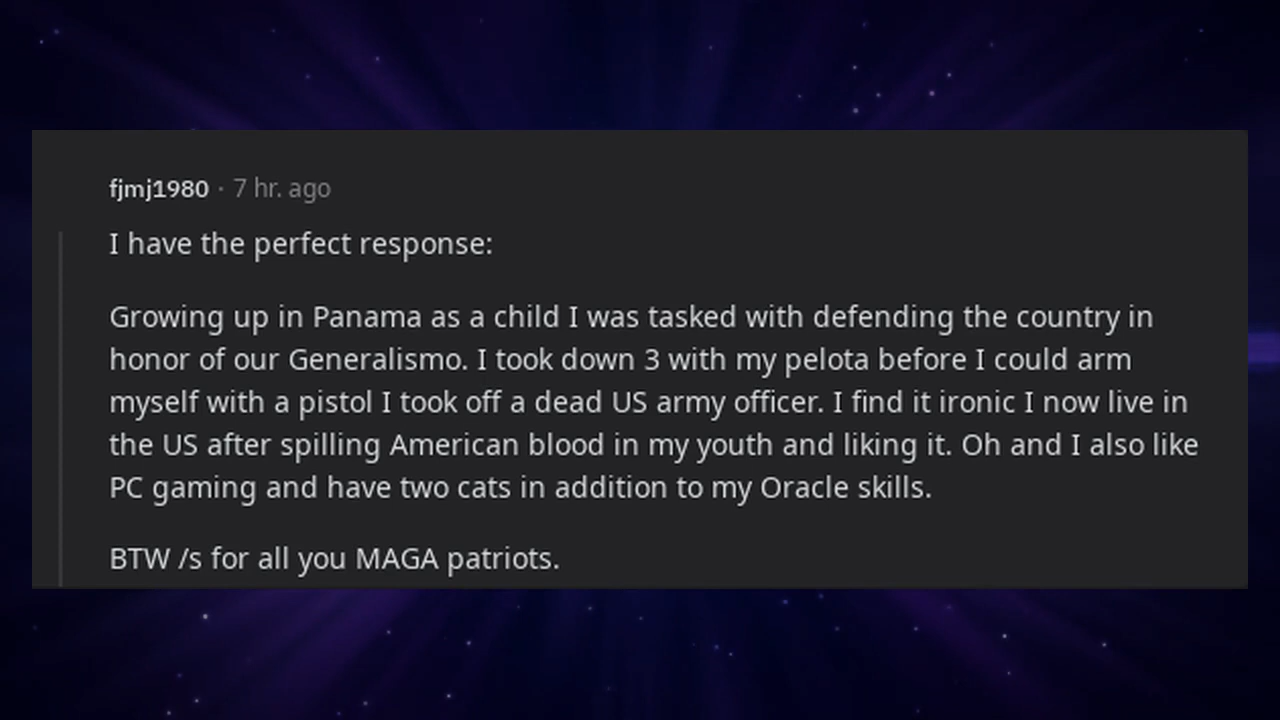 fjmj1980 · 7 hr. ago
I have the perfect response:
Growing up in Panama as a child I was tasked with defending the country in
honor of our Generalismo. I took down 3 with my pelota before I could arm
myself with a pistol I took off a dead US army officer. I find it ironic I now live in
the US after spilling American blood in my youth and liking it. Oh and I also like
PC gaming and have two cats in addition to my Oracle skills.
BTW /s for all you MAGA patriots.